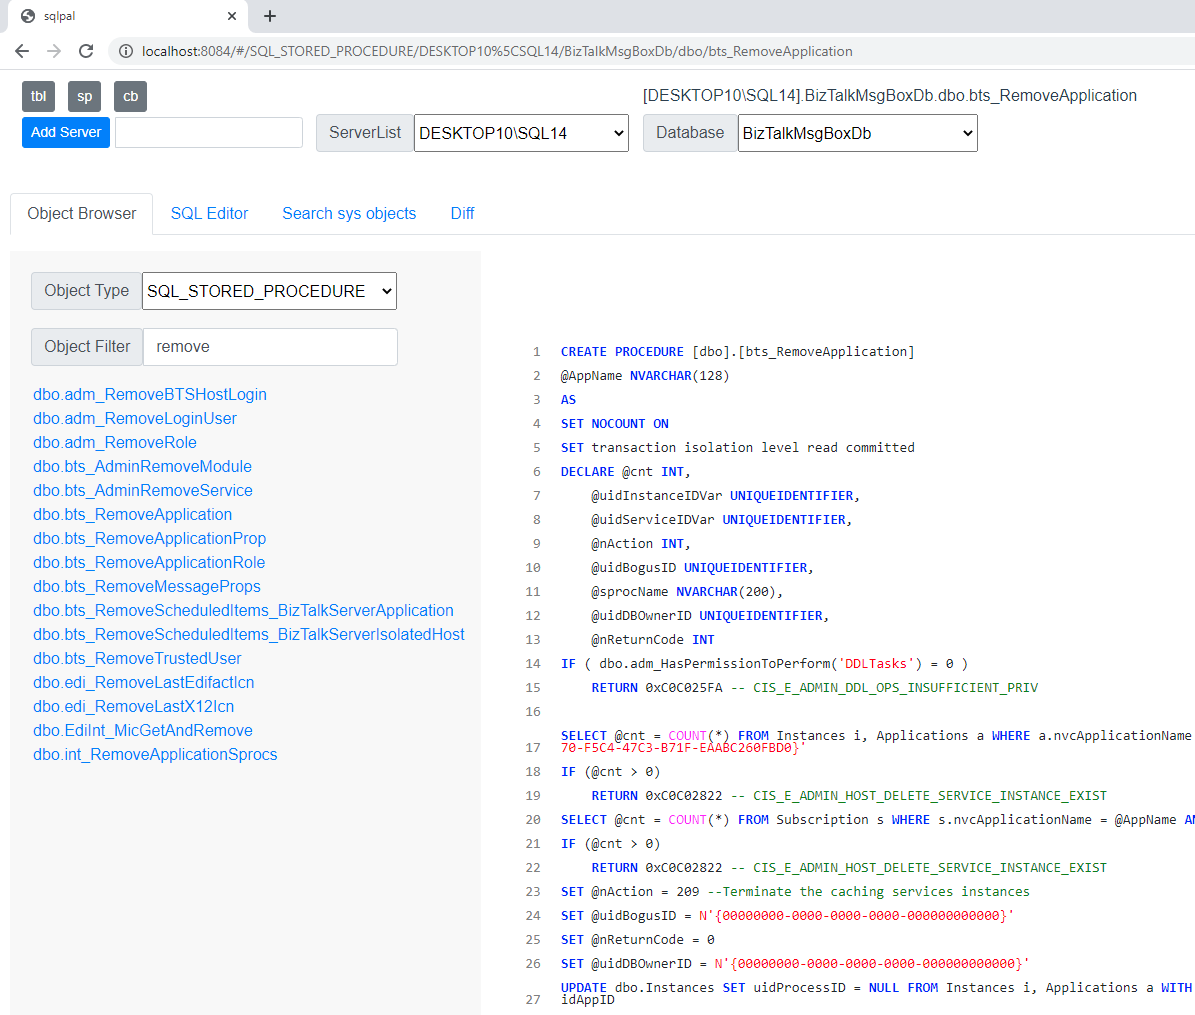 sqlpal
localhost:8084/#/SQL_STORED_PROCEDURE/DESKTOP10%5CSQL14/BizTalkMsgBoxDb/dbo/bts_RemoveApplication
tbl sp cb
[DESKTOP10\SQL14].BizTalkMsgBoxDb.dbo.bts_RemoveApplication
Add Server ServerList DESKTOP10\SQL14 Database BizTalkMsgBoxDb
Object Browser SQL Editor Search sys objects Diff
Object Type SQL_STORED_PROCEDURE
Object Filter remove
dbo.adm_RemoveBTSHostLogin
dbo.adm_RemoveLoginUser
dbo.adm_RemoveRole
dbo.bts_AdminRemoveModule
dbo.bts_AdminRemoveService
dbo.bts_RemoveApplication
dbo.bts_RemoveApplicationProp
dbo.bts_RemoveApplicationRole
dbo.bts_RemoveMessageProps
dbo.bts_RemoveScheduledItems_BizTalkServerApplication
dbo.bts_RemoveScheduledItems_BizTalkServerIsolatedHost
dbo.bts_RemoveTrustedUser
dbo.edi_RemoveLastEdifactIcn
dbo.edi_RemoveLastX12Icn
dbo.EdiInt_MicGetAndRemove
dbo.int_RemoveApplicationSprocs
1 CREATE PROCEDURE [dbo].[bts_RemoveApplication]
2 @AppName NVARCHAR(128)
3 AS
4 SET NOCOUNT ON
5 SET transaction isolation level read committed
6 DECLARE @cnt INT,
7 @uidInstanceIDVar UNIQUEIDENTIFIER,
8 @uidServiceIDVar UNIQUEIDENTIFIER,
9 @nAction INT,
10 @uidBogusID UNIQUEIDENTIFIER,
11 @sprocName NVARCHAR(200),
12 @uidDBOwnerID UNIQUEIDENTIFIER,
13 @nReturnCode INT
14 IF ( dbo.adm_HasPermissionToPerform('DDLTasks') = 0 )
15 RETURN 0xC0C025FA -- CIS_E_ADMIN_DDL_OPS_INSUFFICIENT_PRIV
16
SELECT @cnt = COUNT(*) FROM Instances i, Applications a WHERE a.nvcApplicationName
17 70-F5C4-47C3-B71F-EAABC260FBD0}'
18 IF (@cnt > 0)
19 RETURN 0xC0C02822 -- CIS_E_ADMIN_HOST_DELETE_SERVICE_INSTANCE_EXIST
20 SELECT @cnt = COUNT(*) FROM Subscription s WHERE s.nvcApplicationName = @AppName AN
21 IF (@cnt > 0)
22 RETURN 0xC0C02822 -- CIS_E_ADMIN_HOST_DELETE_SERVICE_INSTANCE_EXIST
23 SET @nAction = 209 --Terminate the caching services instances
24 SET @uidBogusID = N'{00000000-0000-0000-0000-000000000000}'
25 SET @nReturnCode = 0
26 SET @uidDBOwnerID = N'{00000000-0000-0000-0000-000000000000}'
UPDATE dbo.Instances SET uidProcessID = NULL FROM Instances i, Applications a WITH
27 idAppID